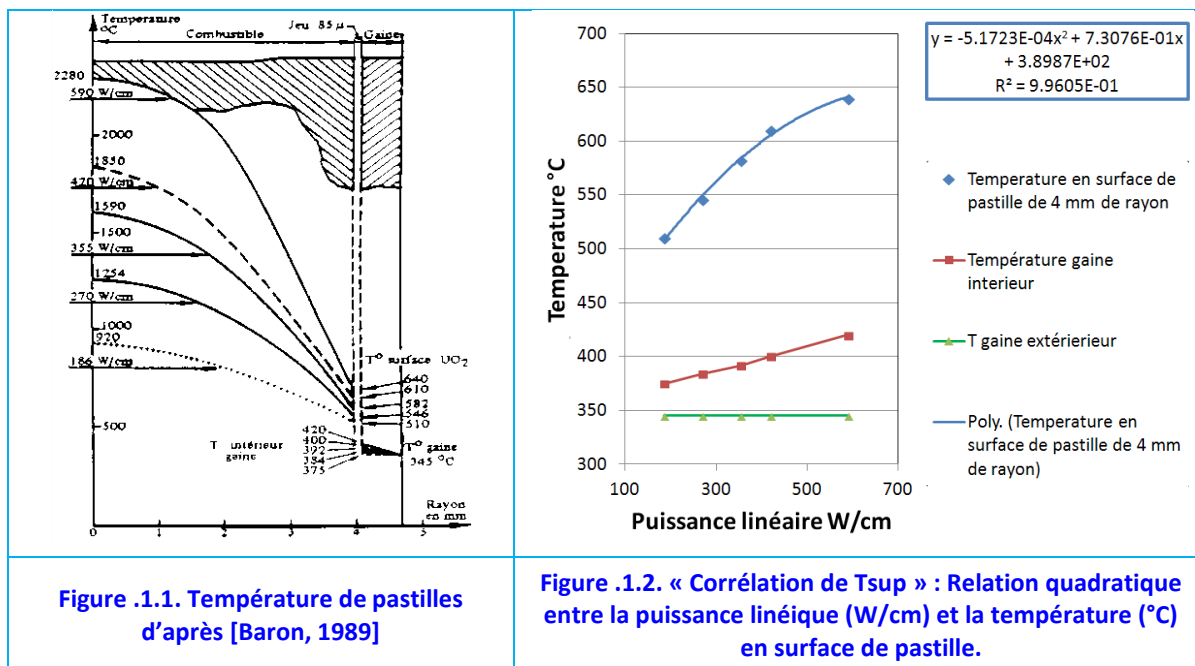 Temperature
°C
Jeu 85 μ
Combustible
Gaine
2280
590 W/cm
2000
1850
470 W/cm
1590
1500
355 W/cm
1254
270 W/cm
1000
920
186 W/cm
T° surface UO2
640
610
582
546
510
500
T intérieur
gaine
420
400
392
384
375
T° gaine
345 °C
Rayon
en mm
0 1 2 3 4 5
Figure .1.1. Température de pastilles
d’après [Baron, 1989]
y = -5.1723E-04x² + 7.3076E-01x
+ 3.8987E+02
R² = 9.9605E-01
Temperature °C
700
650
600
550
500
450
400
350
300
100 300 500 700
Puissance linéaire W/cm
Temperature en surface de
pastille de 4 mm de rayon
Température gaine
interieur
T gaine extérierieur
Poly. (Temperature en
surface de pastille de 4 mm
de rayon)
Figure .1.2. « Corrélation de Tsup » : Relation quadratique
entre la puissance linéique (W/cm) et la température (°C)
en surface de pastille.